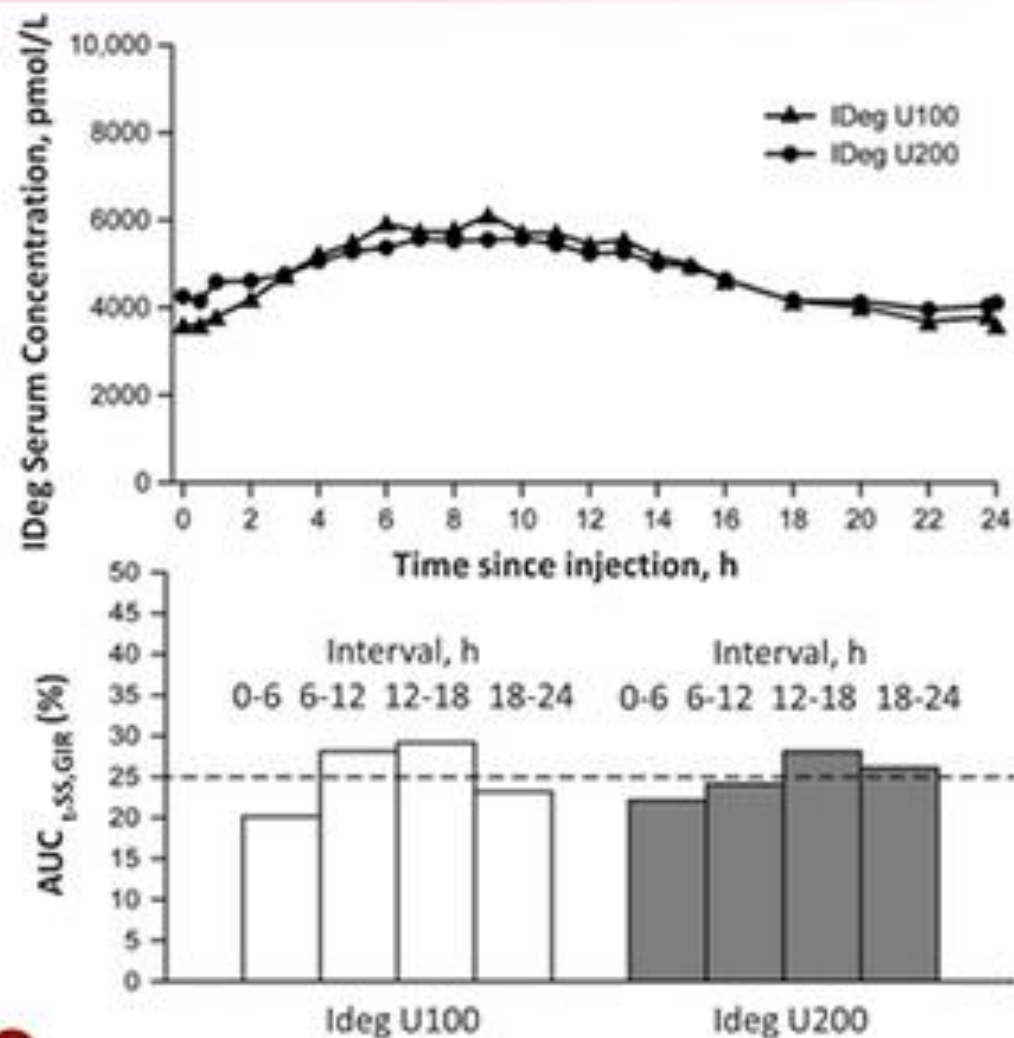 IDeg Serum Concentration, pmol/L
10,000
8000
6000
4000
2000
0
IDeg U100
IDeg U200
0 2 4 6 8 10 12 14 16 18 20 22 24
Time since injection, h
AUC t,SS,GIR (%)
50
45
40
35
30
25
20
15
10
5
0
Interval, h Interval, h
0-6 6-12 12-18 18-24 0-6 6-12 12-18 18-24
Ideg U100 Ideg U200